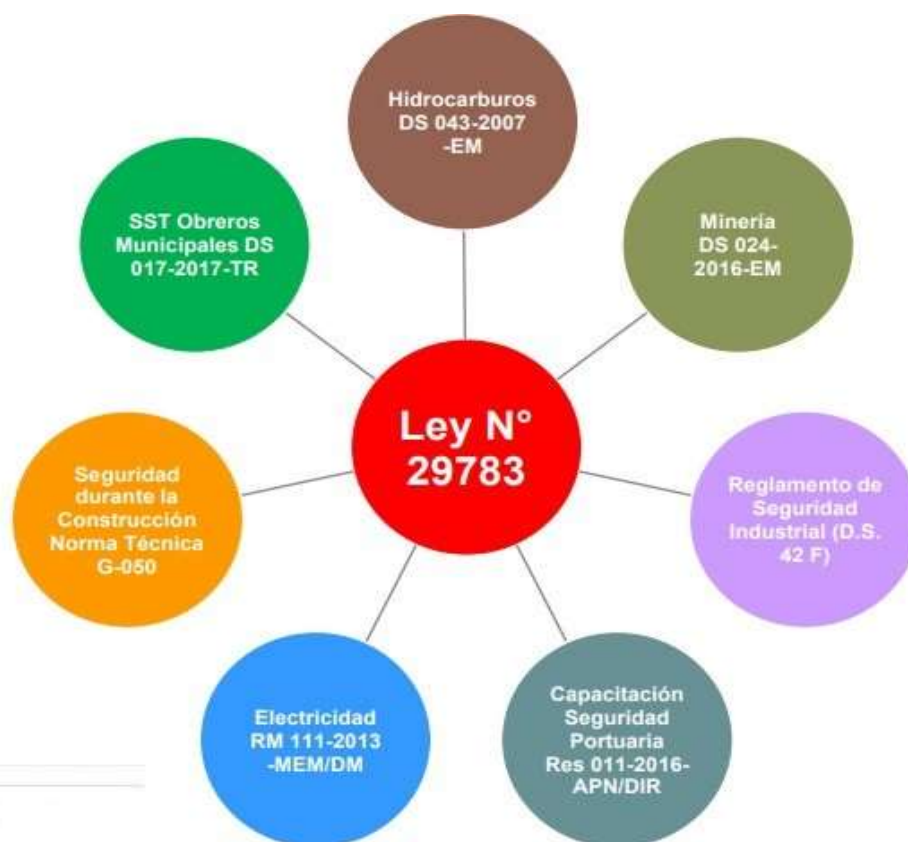 Hidrocarburos
DS 043-2007
-EM
SST Obreros
Municipales DS
017-2017-TR
Minería
DS 024-
2016-EM
Ley N°
29783
Seguridad
durante la
Construcción
Norma Técnica
G-050
Reglamento de
Seguridad
Industrial (D.S.
42 F)
Electricidad
RM 111-2013
-MEM/DM
Capacitación
Seguridad
Portuaria
Res 011-2016-
APN/DIR